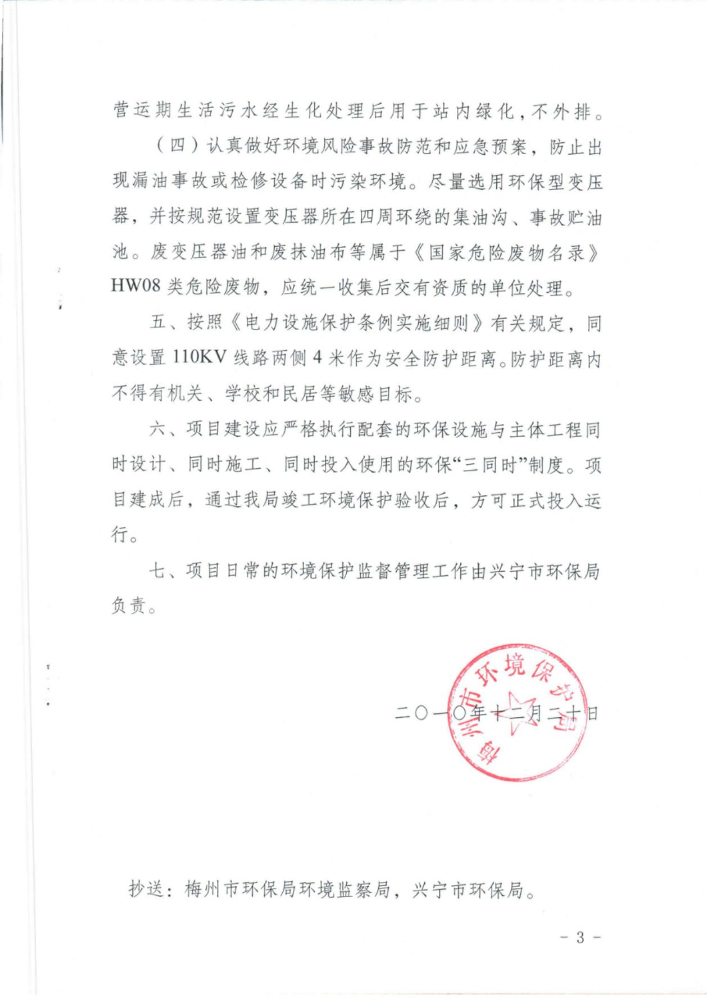 营运期生活污水经生化处理后用于站内绿化,不外排。
（四）认真做好环境风险事故防范和应急预案，防止出
现漏油事故或检修设备时污染环境。尽量选用环保型变压
器，并按规范设置变压器所在四周环绕的集油沟、事故贮油
池。废变压器油和废抹油布等属于《国家危险废物名录》
HW08 类危险废物，应统一收集后交有资质的单位处理。
五、按照《电力设施保护条例实施细则》有关规定，同
意设置 110KV 线路两侧 4 米作为安全防护距离。防护距离内
不得有机关、学校和民居等敏感目标。
六、项目建设应严格执行配套的环保设施与主体工程同
时设计、同时施工、同时投入使用的环保“三同时”制度。项
目建成后，通过我局竣工环境保护验收后，方可正式投入运
行。
七、项目日常的环境保护监督管理工作由兴宁市环保局
负责。
梅州市环境保护局
二〇一〇年十二月二十日
抄送：梅州市环保局环境监察局，兴宁市环保局。
- 3 -